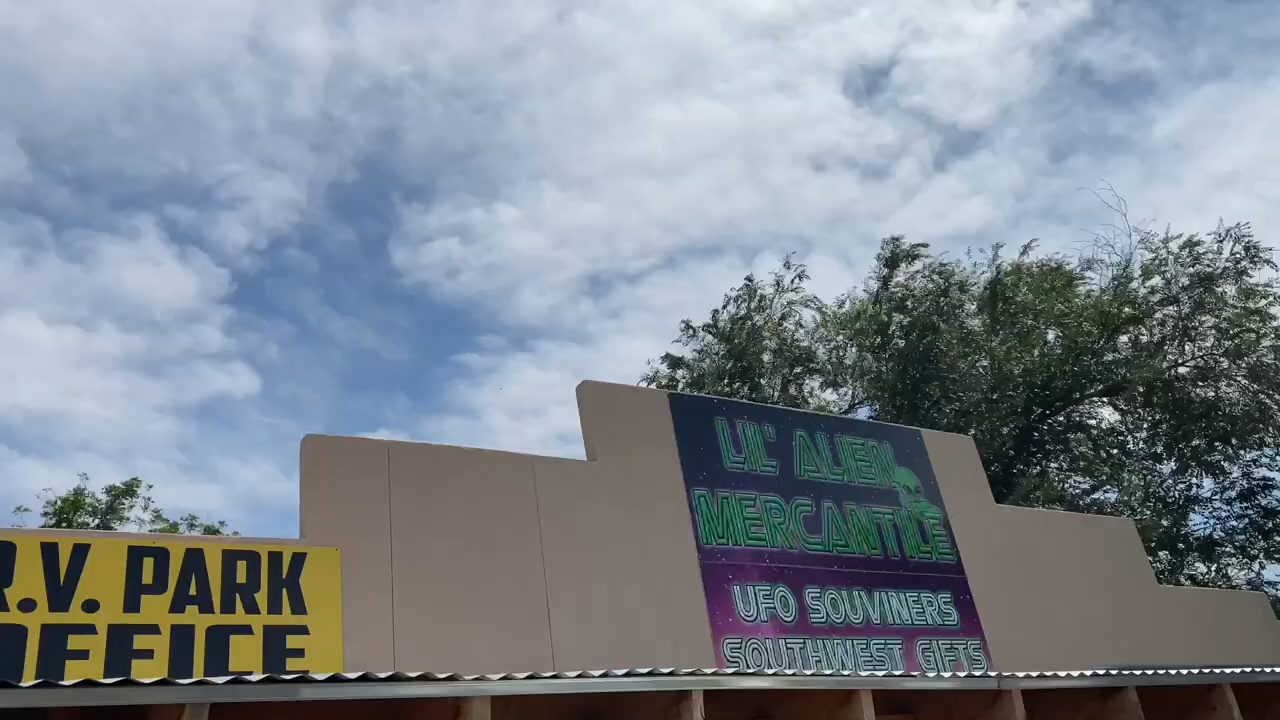 R.V. PARK
OFFICE
LIL' ALIEN
MERCANTILE
UFO SOUVINERS
SOUTHWEST GIFTS